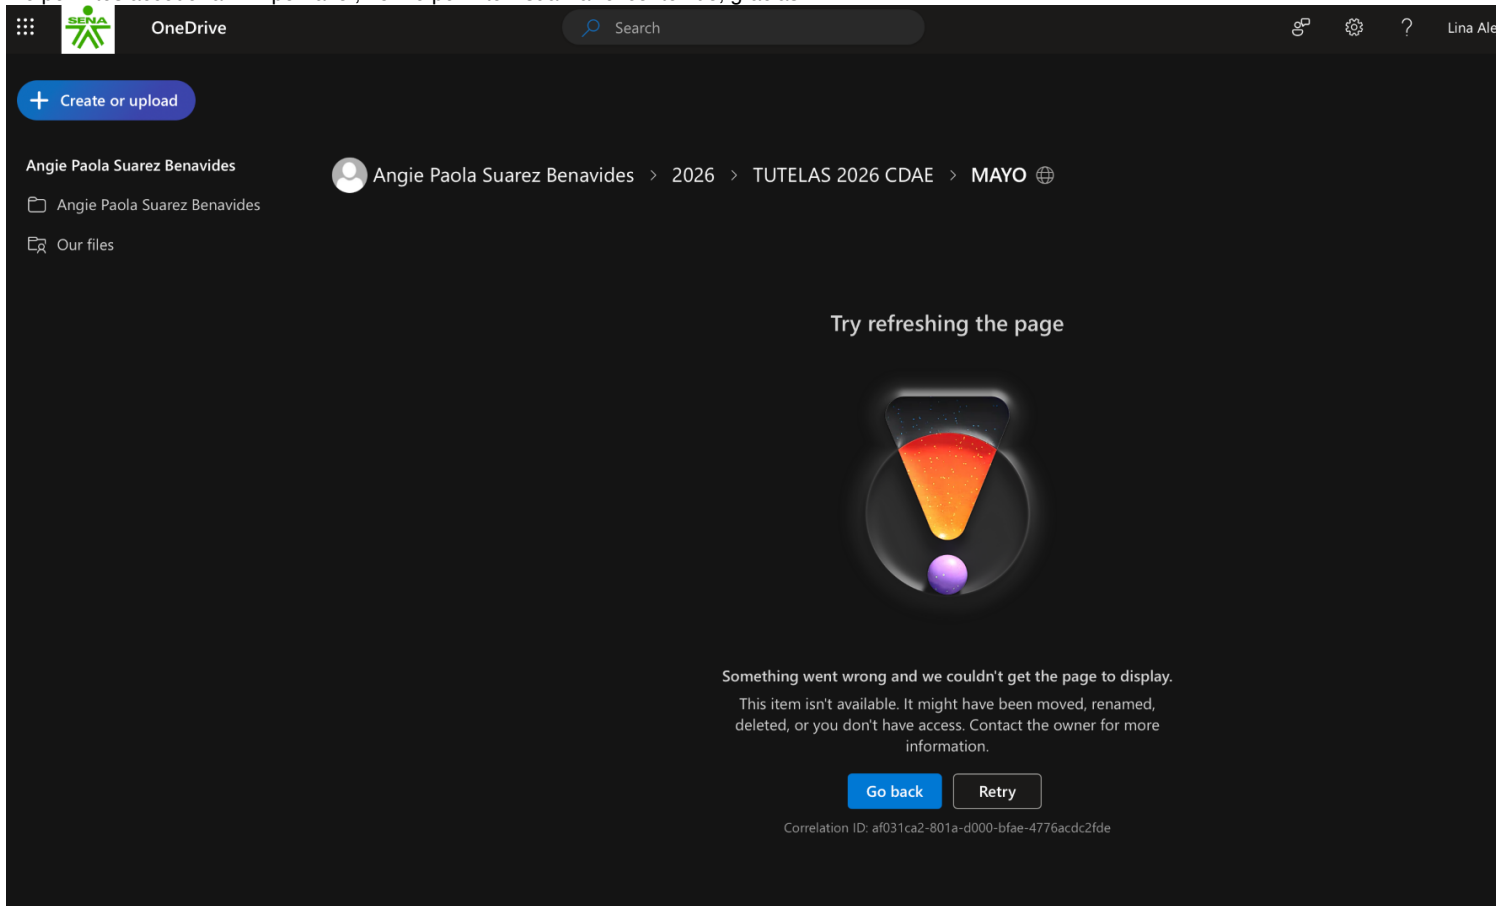 SENA
OneDrive
Search
Lina Ale
Create or upload
Angie Paola Suarez Benavides
Angie Paola Suarez Benavides
Our files
Angie Paola Suarez Benavides > 2026 > TUTELAS 2026 CDAE > MAYO
Try refreshing the page
Something went wrong and we couldn't get the page to display.
This item isn't available. It might have been moved, renamed,
deleted, or you don't have access. Contact the owner for more
information.
Go back
Retry
Correlation ID: af031ca2-801a-d000-bfae-4776acdc2fde